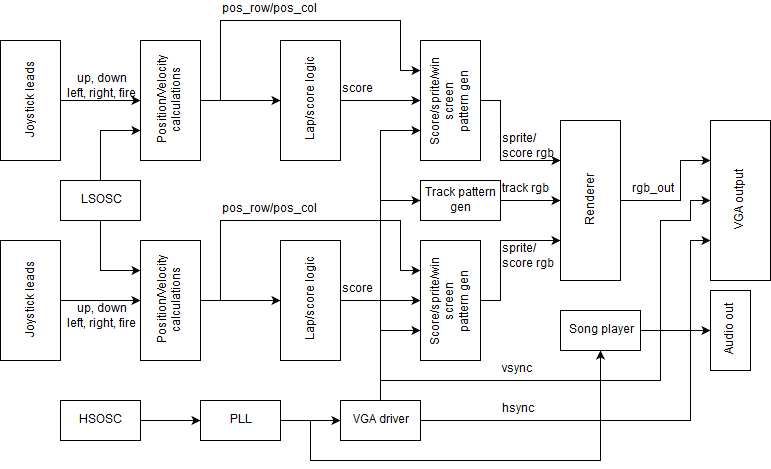 pos_row/pos_col
Joystick leads
up, down
left, right, fire
Position/Velocity
calculations
Lap/score logic
score
Score/sprite/win
screen
pattern gen
sprite/
score rgb
LSOSC
Track pattern
gen
track rgb
Renderer
rgb_out
VGA output
pos_row/pos_col
Joystick leads
up, down
left, right, fire
Position/Velocity
calculations
Lap/score logic
score
Score/sprite/win
screen
pattern gen
sprite/
score rgb
Song player
Audio out
vsync
HSOSC
PLL
VGA driver
hsync